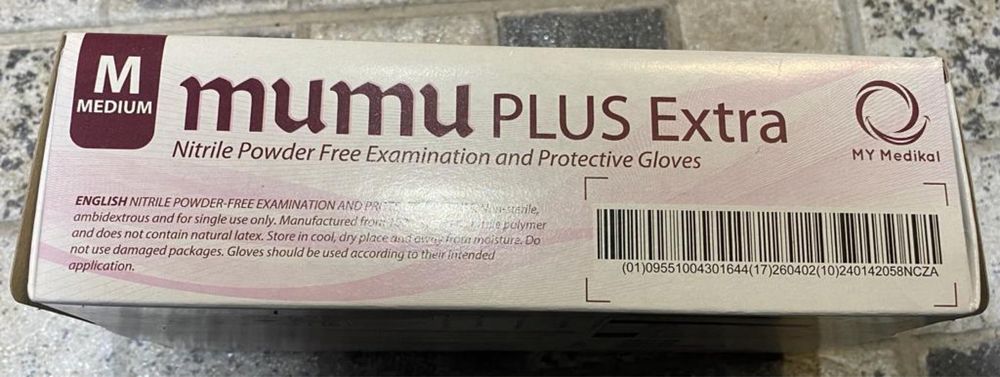 M
MEDIUM
mumu PLUS Extra
Nitrile Powder Free Examination and Protective Gloves
MY Medikal
ENGLISH NITRILE POWDER-FREE EXAMINATION AND
ambidextrous and for single use only. Manufactured from polymer
and does not contain natural latex. Store in cool, dry place and away from moisture. Do
not use damaged packages. Gloves should be used according to their intended
application.
(01)09551004301644(17)260402(10)240142058NCZA